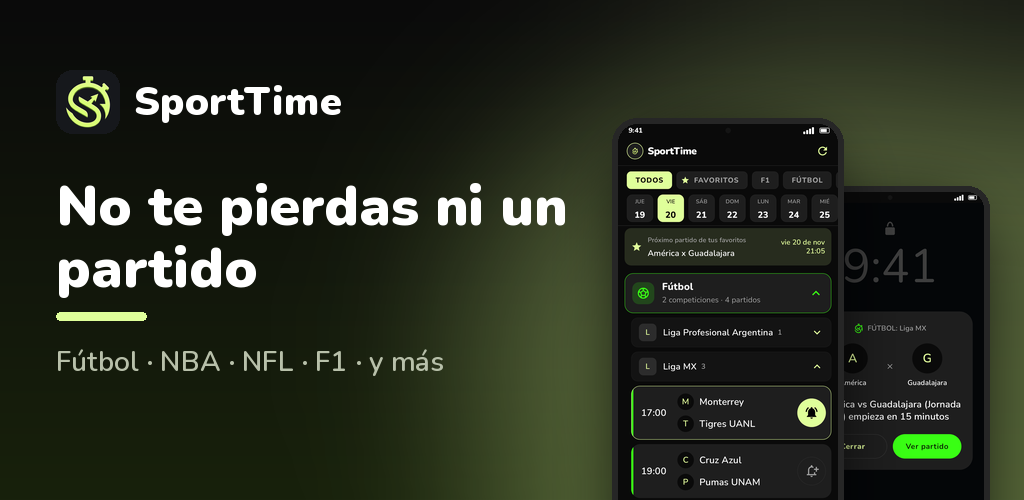 SportTime
No te pierdas ni un
partido
Fútbol · NBA · NFL · F1 · y más
9:41
SportTime
TODOS
FAVORITOS
F1
FÚTBOL
JUE VIE SÁB DOM LUN MAR MIÉ
19 20 21 22 23 24 25
Próximo partido de tus favoritos
América x Guadalajara
vie 20 de nov
21:05
Fútbol
2 competiciones · 4 partidos
L Liga Profesional Argentina 1
L Liga MX 3
17:00
M Monterrey
T Tigres UANL
19:00
C Cruz Azul
P Pumas UNAM
9:41
FÚTBOL: Liga MX
A × G
mérica Guadalajara
ica vs Guadalajara (Jornada
) empieza en 15 minutos
Cerrar
Ver partido